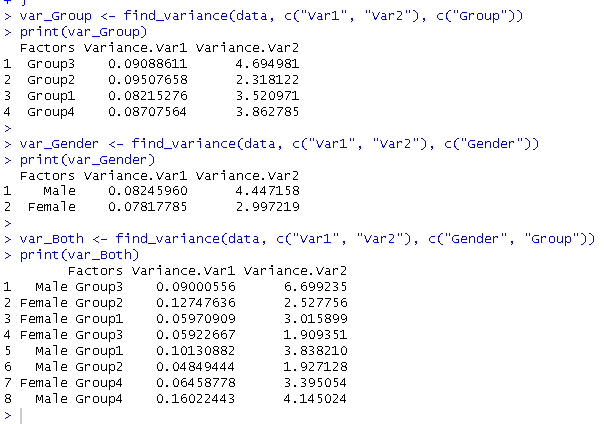 > var_Group <- find_variance(data, c("Var1", "Var2"), c("Group"))
> print(var_Group)
  Factors Variance.Var1 Variance.Var2
1  Group3    0.09088611      4.694981
2  Group2    0.09507658      2.318122
3  Group1    0.08215276      3.520971
4  Group4    0.08707564      3.862785
>
> var_Gender <- find_variance(data, c("Var1", "Var2"), c("Gender"))
> print(var_Gender)
  Factors Variance.Var1 Variance.Var2
1    Male    0.08245960      4.447158
2  Female    0.07817785      2.997219
>
> var_Both <- find_variance(data, c("Var1", "Var2"), c("Gender", "Group"))
> print(var_Both)
        Factors Variance.Var1 Variance.Var2
1   Male Group3    0.09000556      6.699235
2 Female Group2    0.12747636      2.527756
3 Female Group1    0.05970909      3.015899
4 Female Group3    0.05922667      1.909351
5   Male Group1    0.10130882      3.838210
6   Male Group2    0.04849444      1.927128
7 Female Group4    0.06458778      3.395054
8   Male Group4    0.16022443      4.145024
>